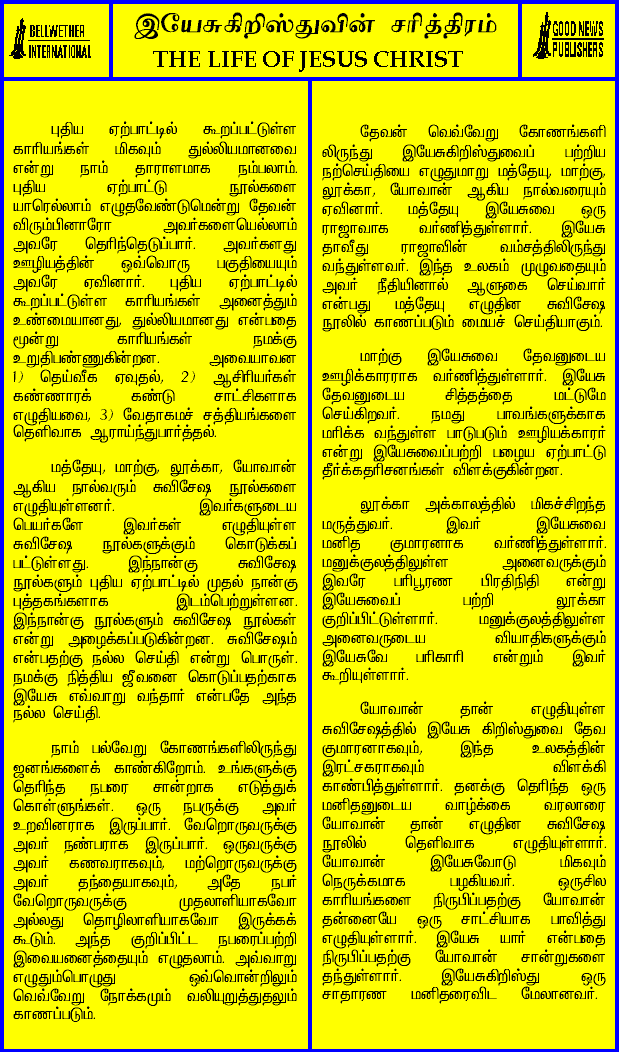 BELLWETHER
INTERNATIONAL
இயேசுகிறிஸ்துவின் சரித்திரம்
THE LIFE OF JESUS CHRIST
GOOD NEWS
PUBLISHERS
புதிய ஏற்பாட்டில் கூறப்பட்டுள்ள
காரியங்கள் மிகவும் துல்லியமானவை
என்று நாம் தாராளமாக நம்பலாம்.
புதிய ஏற்பாட்டு நூல்களை
யாரெல்லாம் எழுதவேண்டுமென்று தேவன்
விரும்பினாரோ அவர்களையெல்லாம்
அவரே தெரிந்தெடுப்பார். அவர்களது
ஊழியத்தின் ஒவ்வொரு பகுதியையும்
அவரே ஏவினார். புதிய ஏற்பாட்டில்
கூறப்பட்டுள்ள காரியங்கள் அனைத்தும்
உண்மையானது, துல்லியமானது என்பதை
மூன்று காரியங்கள் நமக்கு
உறுதிபண்ணுகின்றன. அவையாவன
1) தெய்வீக ஏவுதல், 2) ஆசிரியர்கள்
கண்ணாரக் கண்டு சாட்சிகளாக
எழுதியவை, 3) வேதாகமச் சத்தியங்களை
தெளிவாக ஆராய்ந்துபார்த்தல்.
மத்தேயு, மாற்கு, லூக்கா, யோவான்
ஆகிய நால்வரும் சுவிசேஷ நூல்களை
எழுதியுள்ளனர். இவர்களுடைய
பெயர்களே இவர்கள் எழுதியுள்ள
சுவிசேஷ நூல்களுக்கும் கொடுக்கப்
பட்டுள்ளது. இந்நான்கு சுவிசேஷ
நூல்களும் புதிய ஏற்பாட்டில் முதல் நான்கு
புத்தகங்களாக இடம்பெற்றுள்ளன.
இந்நான்கு நூல்களும் சுவிசேஷ நூல்கள்
என்று அழைக்கப்படுகின்றன. சுவிசேஷம்
என்பதற்கு நல்ல செய்தி என்று பொருள்.
நமக்கு நித்திய ஜீவனை கொடுப்பதற்காக
இயேசு எவ்வாறு வந்தார் என்பதே அந்த
நல்ல செய்தி.
நாம் பல்வேறு கோணங்களிலிருந்து
ஜனங்களைக் காண்கிறோம். உங்களுக்கு
தெரிந்த நபரை சான்றாக எடுத்துக்
கொள்ளுங்கள். ஒரு நபருக்கு அவர்
உறவினராக இருப்பார். வேறொருவருக்கு
அவர் நண்பராக இருப்பார். ஒருவருக்கு
அவர் கணவராகவும், மற்றொருவருக்கு
அவர் தந்தையாகவும், அதே நபர்
வேறொருவருக்கு முதலாளியாகவோ
அல்லது தொழிலாளியாகவோ இருக்கக்
கூடும். அந்த குறிப்பிட்ட நபரைப்பற்றி
இவையனைத்தையும் எழுதலாம். அவ்வாறு
எழுதும்பொழுது ஒவ்வொன்றிலும்
வெவ்வேறு நோக்கமும் வலியுறுத்துதலும்
காணப்படும்.
தேவன் வெவ்வேறு கோணங்களி
லிருந்து இயேசுகிறிஸ்துவைப் பற்றிய
நற்செய்தியை எழுதுமாறு மத்தேயு, மாற்கு,
லூக்கா, யோவான் ஆகிய நால்வரையும்
ஏவினார். மத்தேயு இயேசுவை ஒரு
ராஜாவாக வர்ணித்துள்ளார். இயேசு
தாவீது ராஜாவின் வம்சத்திலிருந்து
வந்துள்ளவர். இந்த உலகம் முழுவதையும்
அவர் நீதியினால் ஆளுகை செய்வார்
என்பது மத்தேயு எழுதின சுவிசேஷ
நூலில் காணப்படும் மையச் செய்தியாகும்.
மாற்கு இயேசுவை தேவனுடைய
ஊழிக்காரராக வர்ணித்துள்ளார். இயேசு
தேவனுடைய சித்தத்தை மட்டுமே
செய்கிறவர். நமது பாவங்களுக்காக
மரிக்க வந்துள்ள பாடுபடும் ஊழியக்காரர்
என்று இயேசுவைப்பற்றி பழைய ஏற்பாட்டு
தீர்க்கதரிசனங்கள் விளக்குகின்றன.
லூக்கா அக்காலத்தில் மிகச்சிறந்த
மருத்துவர். இவர் இயேசுவை
மனித குமாரனாக வர்ணித்துள்ளார்.
மனுக்குலத்திலுள்ள அனைவருக்கும்
இவரே பரிபூரண பிரதிநிதி என்று
இயேசுவைப் பற்றி லூக்கா
குறிப்பிட்டுள்ளார். மனுக்குலத்திலுள்ள
அனைவருடைய வியாதிகளுக்கும்
இயேசுவே பரிகாரி என்றும் இவர்
கூறியுள்ளார்.
யோவான் தான் எழுதியுள்ள
சுவிசேஷத்தில் இயேசு கிறிஸ்துவை தேவ
குமாரனாகவும், இந்த உலகத்தின்
இரட்சகராகவும் விளக்கி
காண்பித்துள்ளார். தனக்கு தெரிந்த ஒரு
மனிதனுடைய வாழ்க்கை வரலாரை
யோவான் தான் எழுதின சுவிசேஷ
நூலில் தெளிவாக எழுதியுள்ளார்.
யோவான் இயேசுவோடு மிகவும்
நெருக்கமாக பழகியவர். ஒருசில
காரியங்களை நிருபிப்பதற்கு யோவான்
தன்னையே ஒரு சாட்சியாக பாவித்து
எழுதியுள்ளார். இயேசு யார் என்பதை
நிருபிப்பதற்கு யோவான் சான்றுகளை
தந்துள்ளார். இயேசுகிறிஸ்து ஒரு
சாதாரண மனிதரைவிட மேலானவர்.